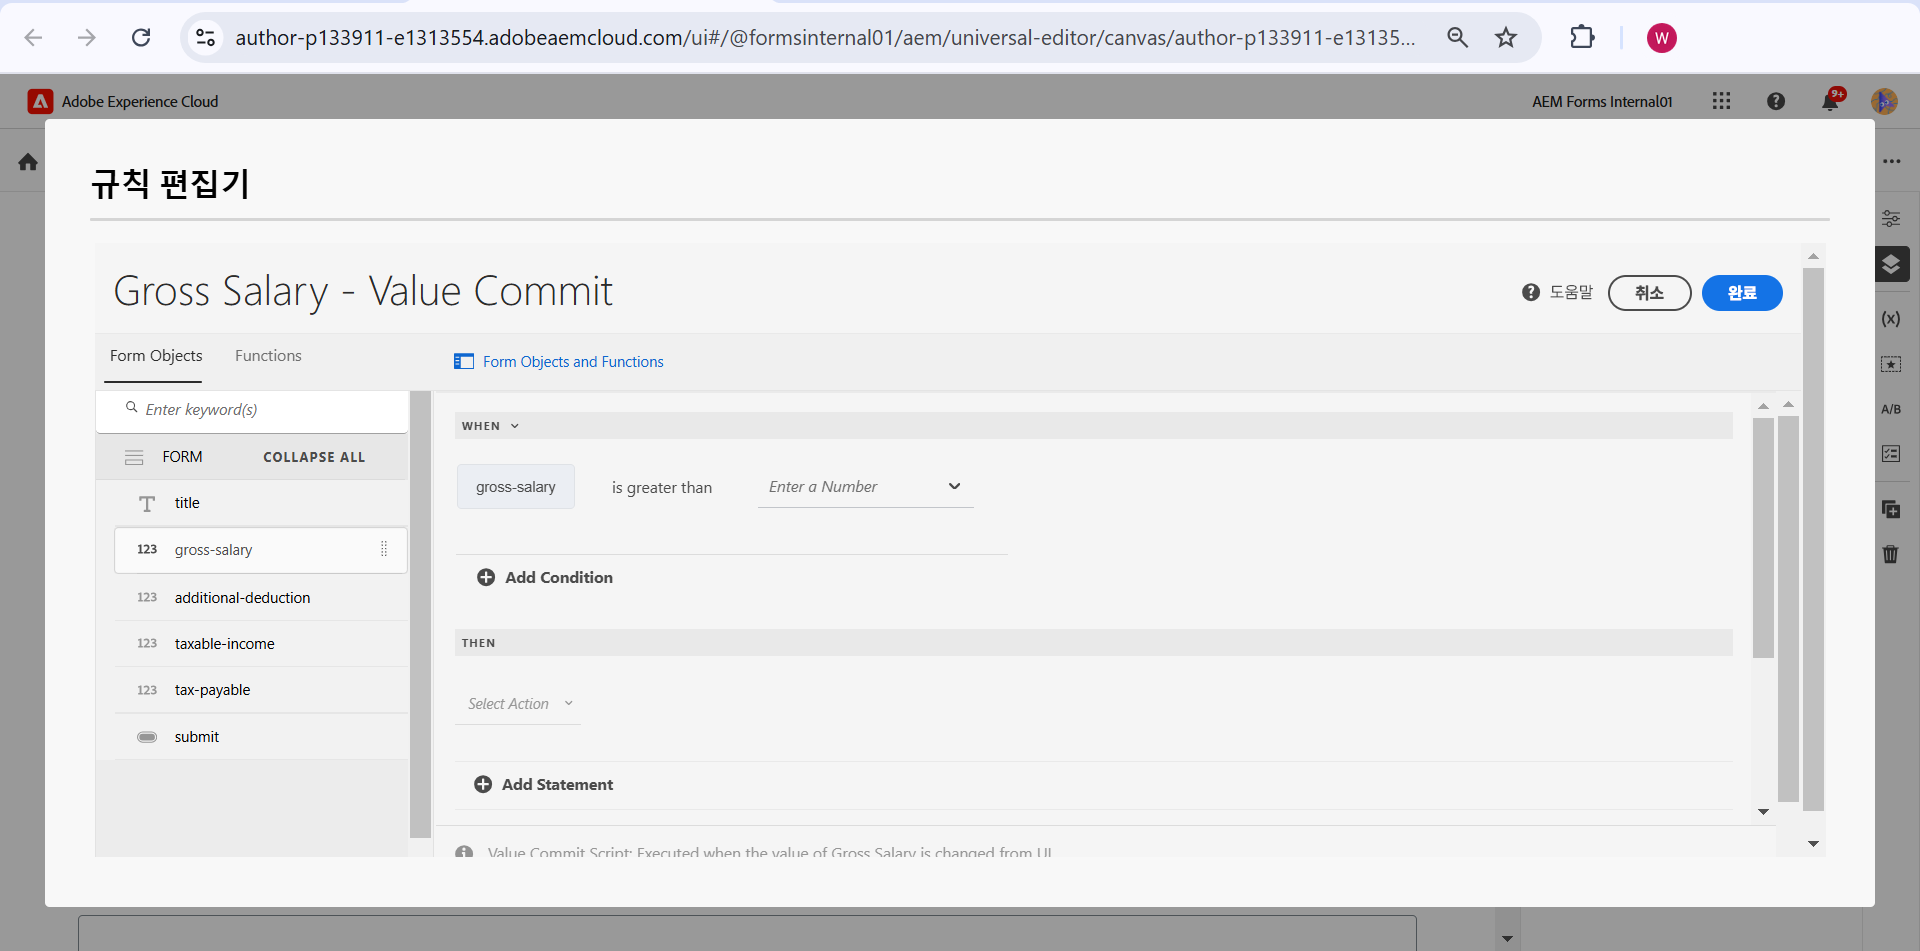 author-p133911-e1313554.adobeaemcloud.com/ui#/@formsinternal01/aem/universal-editor/canvas/author-p133911-e13135...
W
Adobe Experience Cloud
AEM Forms Internal01
9+
규칙 편집기
Gross Salary - Value Commit
도움말
취소
완료
Form Objects
Functions
Form Objects and Functions
Enter keyword(s)
FORM
COLLAPSE ALL
title
123 gross-salary
123 additional-deduction
123 taxable-income
123 tax-payable
submit
WHEN
gross-salary
is greater than
Enter a Number
Add Condition
THEN
Select Action
Add Statement
Value Commit Script: Executed when the value of Gross Salary is changed from UI
(x)
A/B